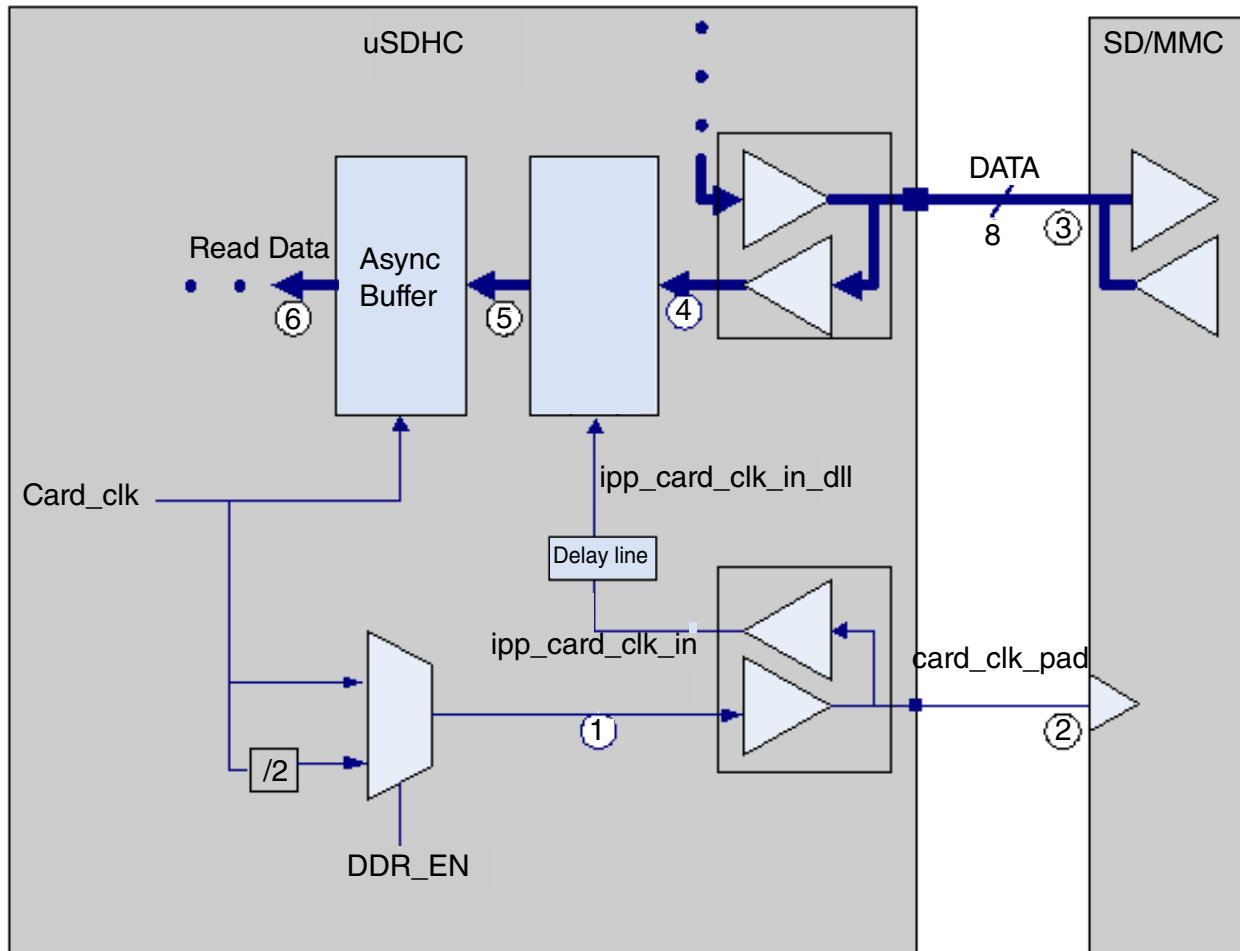 uSDHC
SD/MMC
DATA
8
3
Read Data
Async
Buffer
6
5
4
ipp_card_clk_in_dll
Card_clk
Delay line
ipp_card_clk_in
card_clk_pad
1
2
/2
DDR_EN